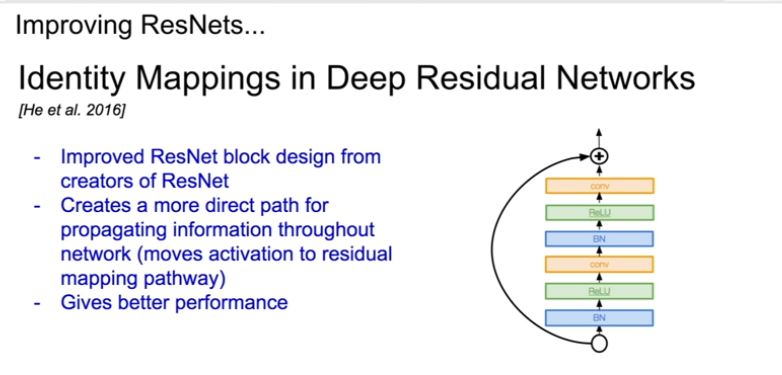 Improving ResNets...
Identity Mappings in Deep Residual Networks
[He et al. 2016]
- Improved ResNet block design from
creators of ResNet
- Creates a more direct path for
propagating information throughout
network (moves activation to residual
mapping pathway)
- Gives better performance
conv
ReLU
BN
conv
ReLU
BN